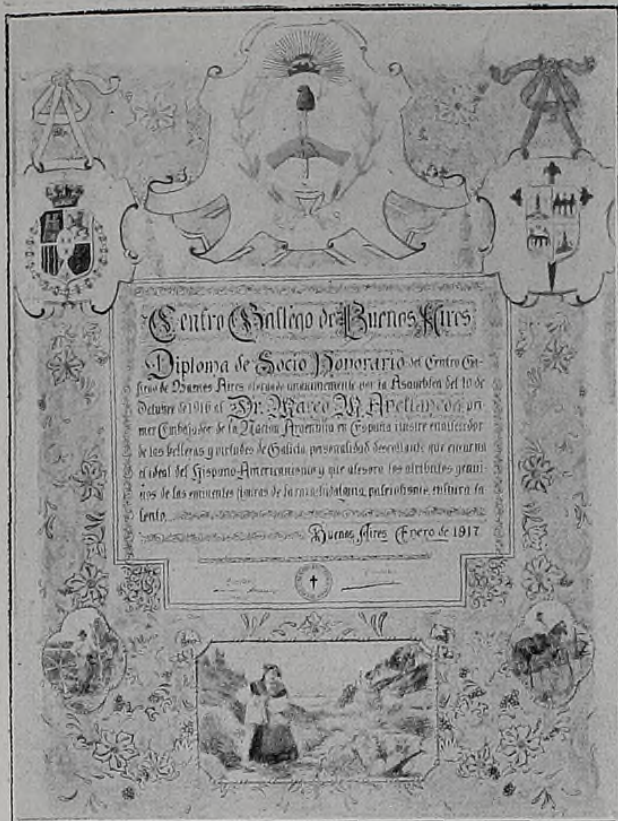 Centro Gallego de Buenos Aires
Diploma de Socio Honorario del Centro Ga-
llego de Buenos Aires otorgado unanimemente por la Asamblea del 10 de
Octubre de 1916 al Dr. Marco M. Avellaneda pri-
mer Embajador de la Nación Argentina en España ilustre enaltecedor
de las bellezas y virtudes de Galicia, personalidad descollante que encarna
el ideal del Hispano-Americanismo y que atesora los atributos genui-
nos de las eminentes figuras de la raza, hidalguia, patriotismo, cultura, ta-
lento
Buenos Aires Enero de 1917